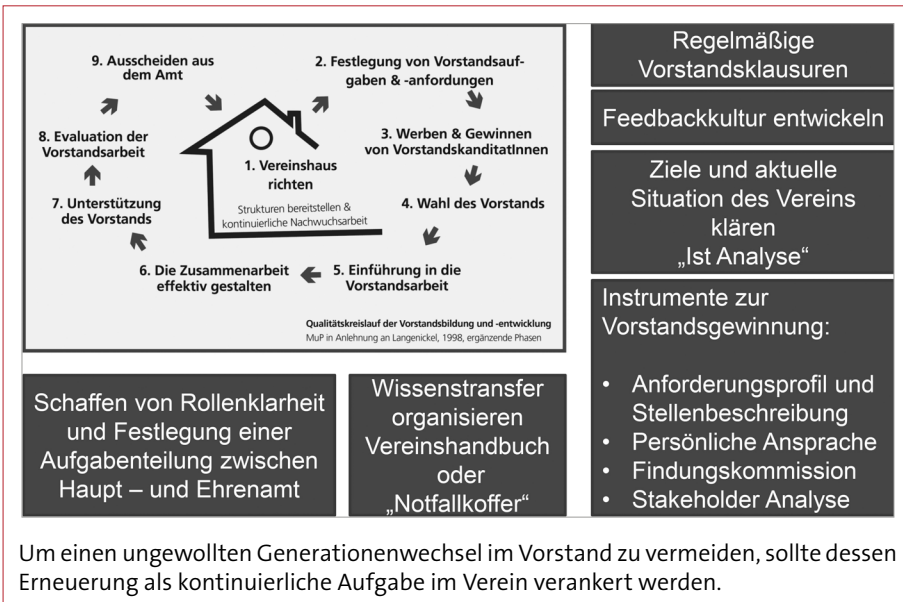 9. Ausscheiden aus
dem Amt
2. Festlegung von Vorstandsauf-
gaben & -anfordungen
3. Werben & Gewinnen
von VorstandskanditatInnen
8. Evaluation der
Vorstandsarbeit
1. Vereinshaus
richten
Strukturen bereitstellen &
kontinuierliche Nachwuchsarbeit
7. Unterstützung
des Vorstands
4. Wahl des Vorstands
6. Die Zusammenarbeit
effektiv gestalten
5. Einführung in die
Vorstandsarbeit
Qualitätskreislauf der Vorstandsbildung und -entwicklung
MuP in Anlehnung an Langenickel, 1998, ergänzende Phasen
Regelmäßige
Vorstandsklausuren
Feedbackkultur entwickeln
Ziele und aktuelle
Situation des Vereins
klären
„Ist Analyse“
Instrumente zur
Vorstandsgewinnung:
• Anforderungsprofil und
Stellenbeschreibung
• Persönliche Ansprache
• Findungskommission
• Stakeholder Analyse
Schaffen von Rollenklarheit
und Festlegung einer
Aufgabenteilung zwischen
Haupt – und Ehrenamt
Wissenstransfer
organisieren
Vereinshandbuch
oder
„Notfallkoffer“
Um einen ungewollten Generationenwechsel im Vorstand zu vermeiden, sollte dessen
Erneuerung als kontinuierliche Aufgabe im Verein verankert werden.